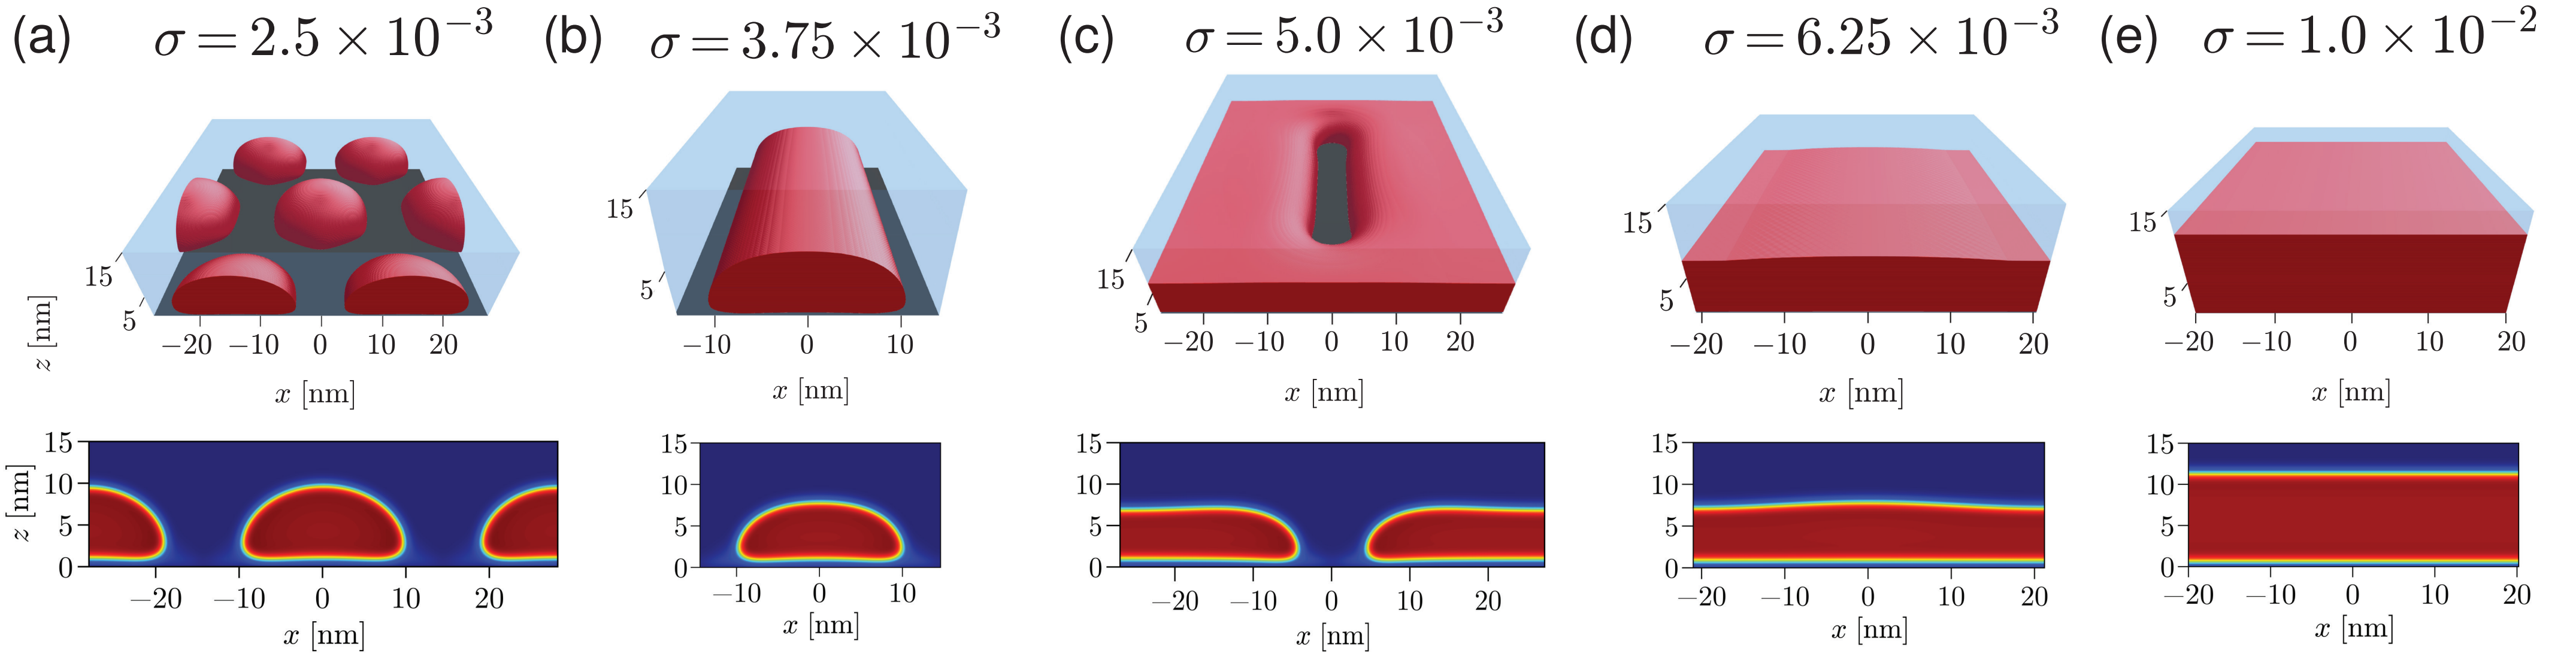 (a) σ = 2.5 × 10⁻³ (b) σ = 3.75 × 10⁻³ (c) σ = 5.0 × 10⁻³ (d) σ = 6.25 × 10⁻³ (e) σ = 1.0 × 10⁻²
15 15 15 15 15
5 5 5 5 5
z [nm]
−20 −10 0 10 20 −10 0 10 −20 −10 0 10 20 −20 −10 0 10 20 −20 −10 0 10 20
x [nm] x [nm] x [nm] x [nm] x [nm]
15 15 15 15 15
10 10 10 10 10
z [nm]
5 5 5 5 5
0 0 0 0 0
−20 −10 0 10 20 −10 0 10 −20 −10 0 10 20 −20 −10 0 10 20 −20 −10 0 10 20
x [nm] x [nm] x [nm] x [nm] x [nm]